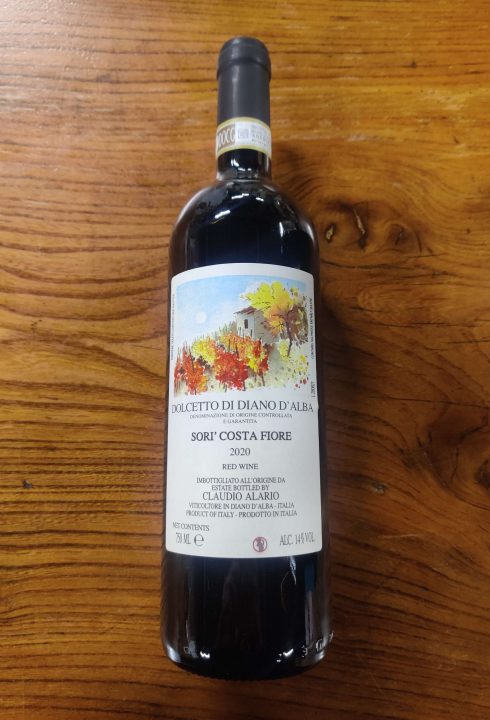 DOCG
DOLCETTO DI DIANO D'ALBA
DENOMINAZIONE DI ORIGINE CONTROLLATA
E GARANTITA
SORI' COSTA FIORE
2020
RED WINE
IMBOTTIGLIATO ALL'ORIGINE DA
ESTATE BOTTLED BY
CLAUDIO ALARIO
VITICOLTORE IN DIANO D'ALBA - ITALIA
PRODUCT OF ITALY - PRODOTTO IN ITALIA
NET CONTENTS
750 ML ℮
ALC. 14% VOL.